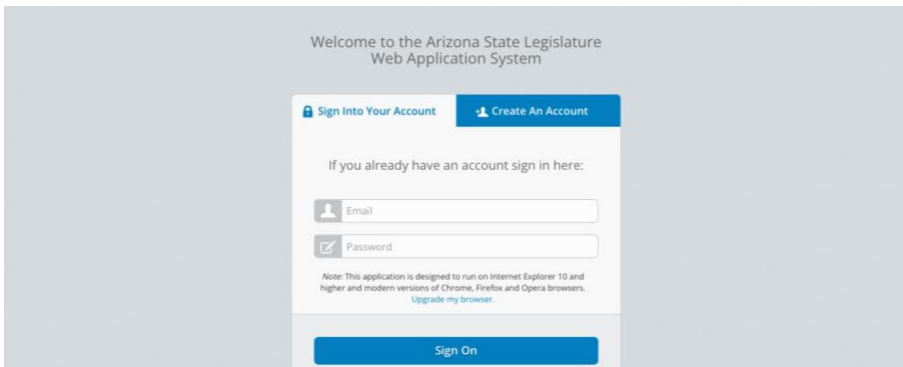 Welcome to the Arizona State Legislature
Web Application System
Sign Into Your Account
Create An Account
If you already have an account sign in here:
Email
Password
Note: This application is designed to run on Internet Explorer 10 and
higher and modern versions of Chrome, Firefox and Opera browsers.
Upgrade my browser.
Sign On